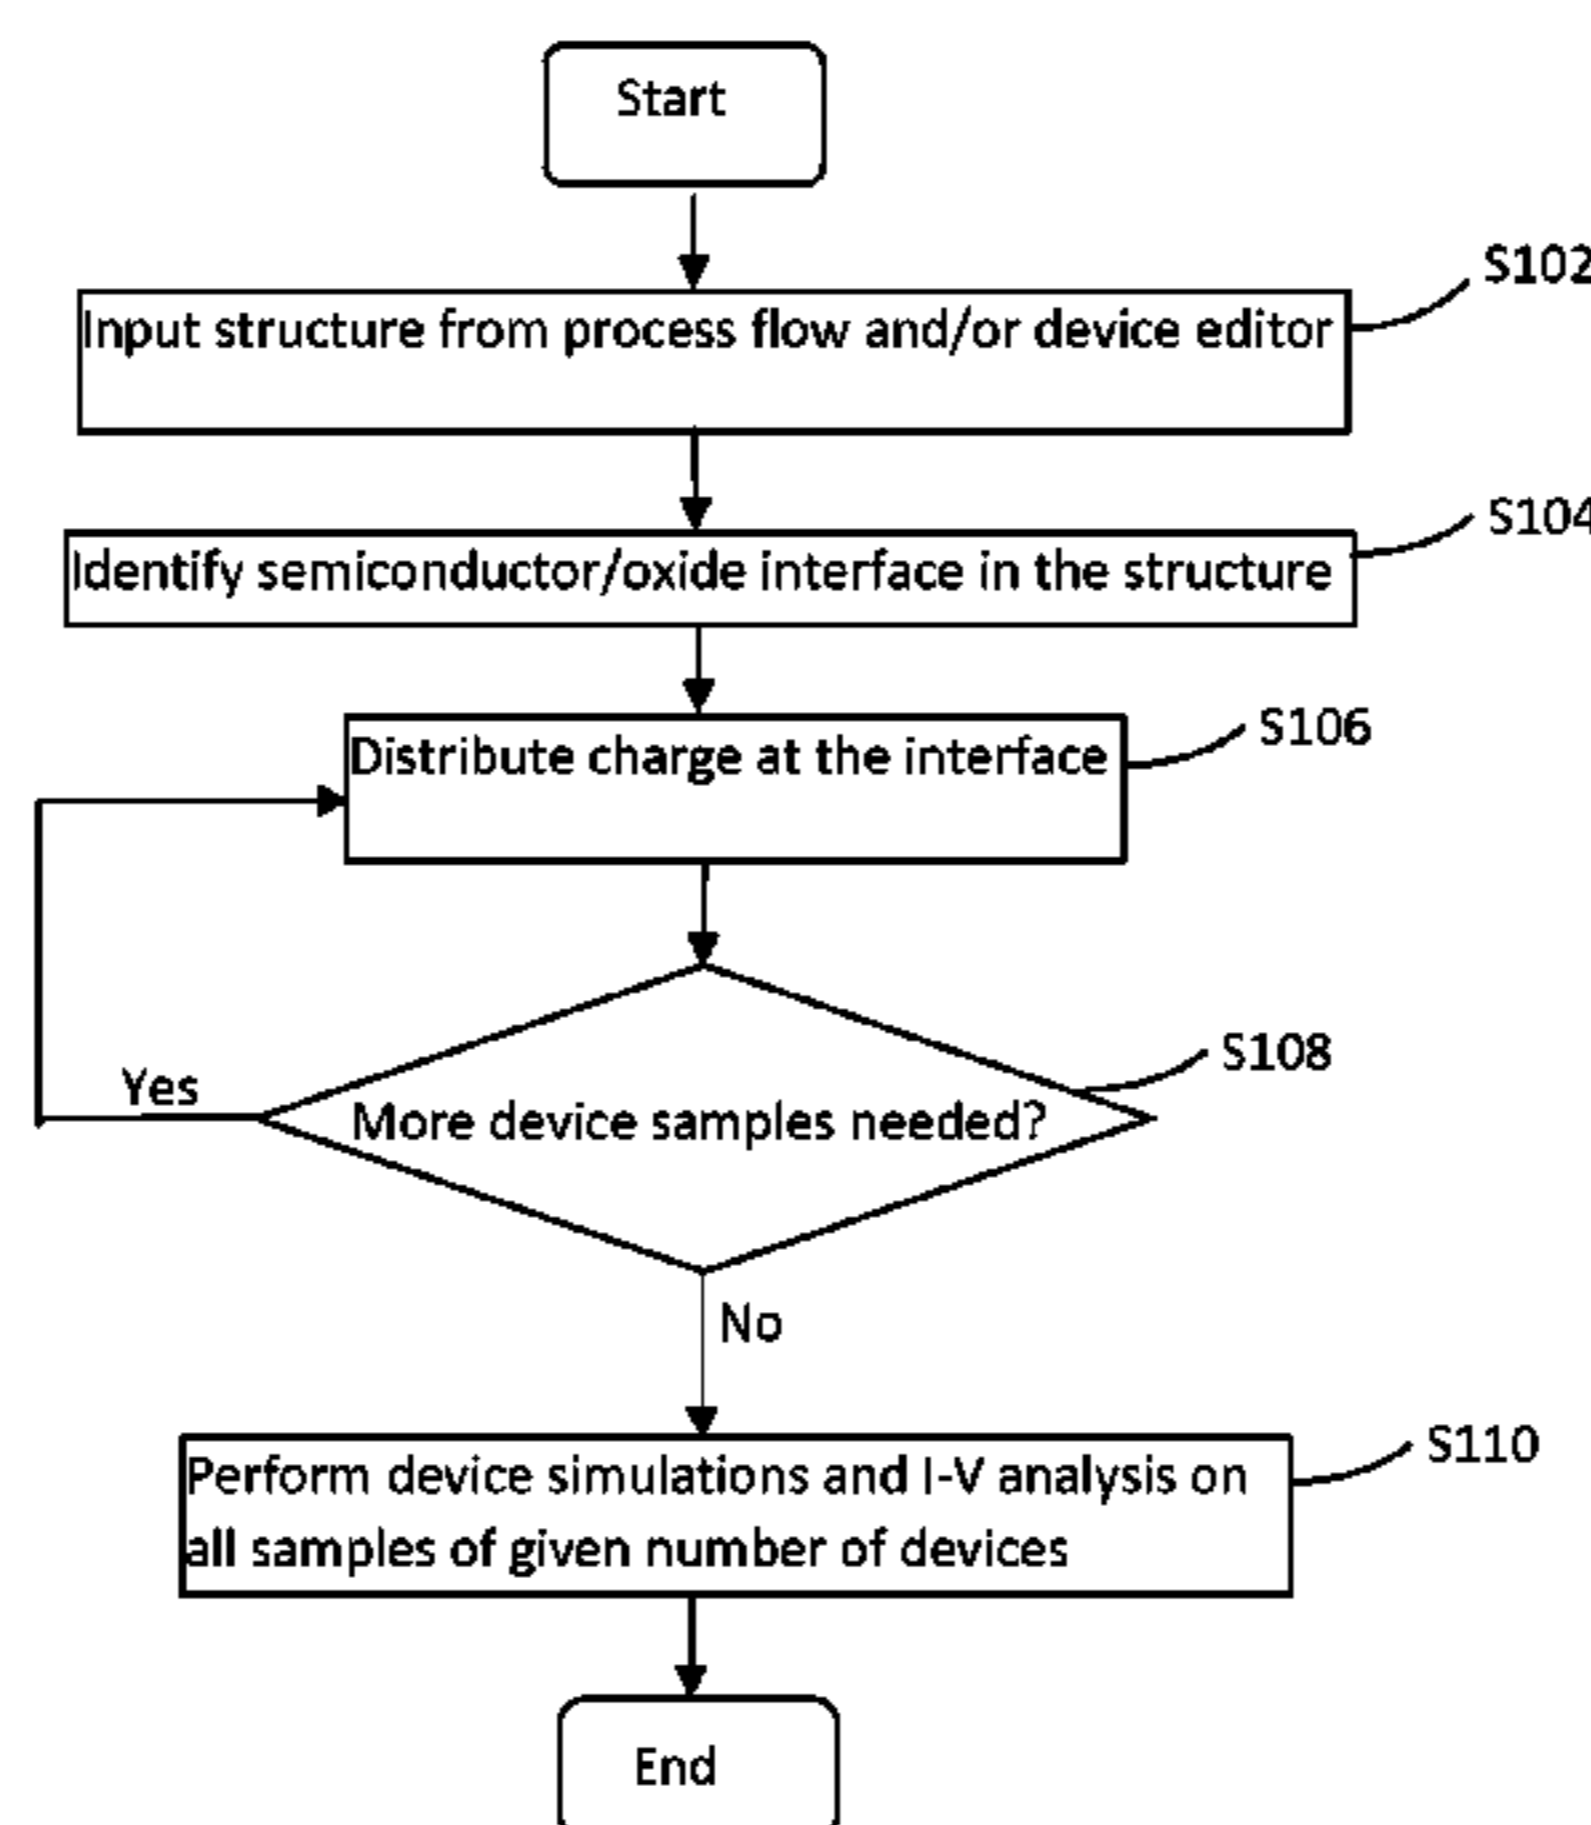 Start
S102
Input structure from process flow and/or device editor
S104
Identify semiconductor/oxide interface in the structure
S106
Distribute charge at the interface
S108
Yes
More device samples needed?
No
S110
Perform device simulations and I-V analysis on
all samples of given number of devices
End